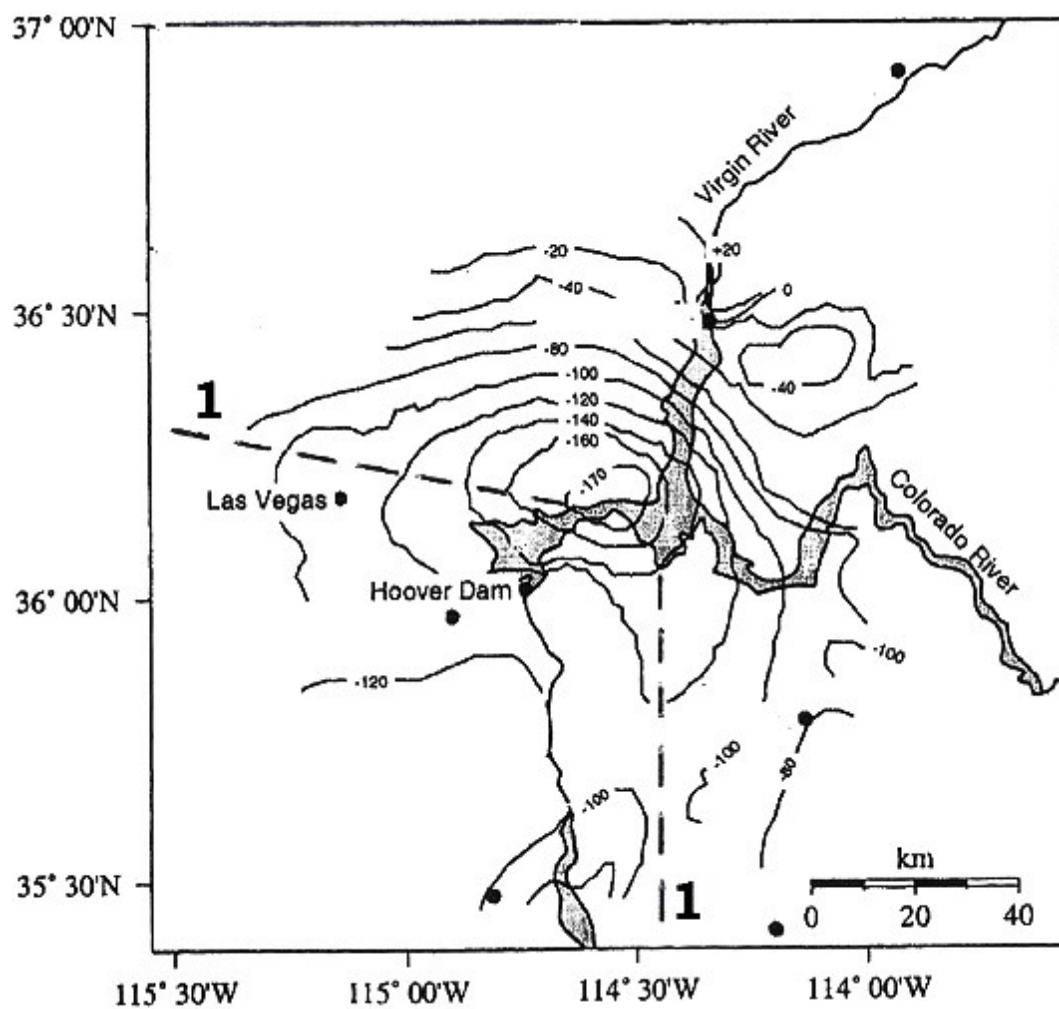 37° 00'N
Virgin River
+20
-20
0
-40
36° 30'N
-80
-40
-100
1
-120
-140
-160
-170
Las Vegas
Colorado River
Hoover Dam
36° 00'N
-100
-120
-100
-80
-100
km
35° 30'N
1
0
20
40
115° 30'W
115° 00'W
114° 30'W
114° 00'W